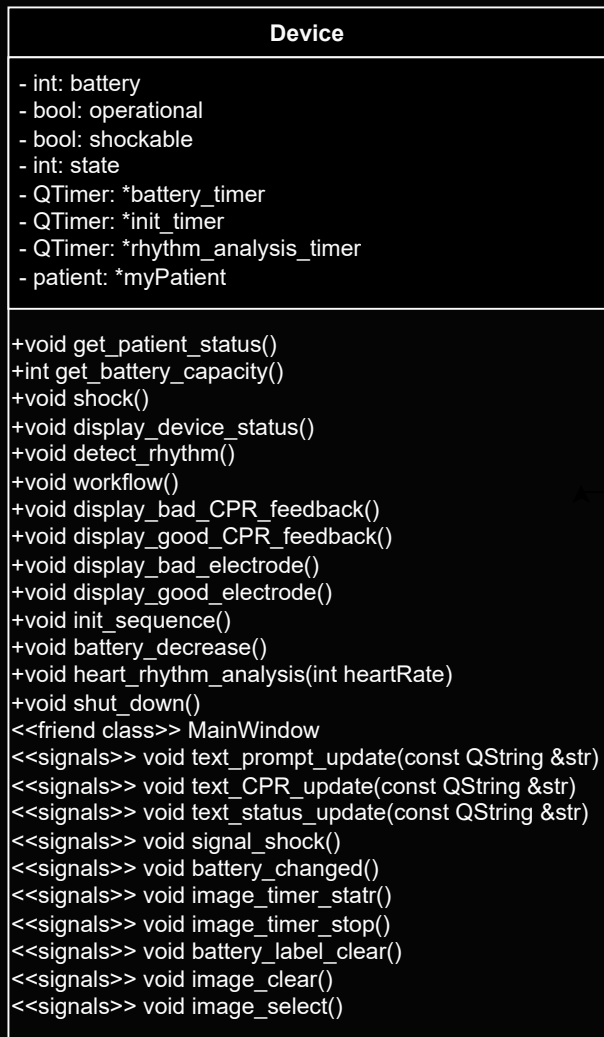 Device
- int: battery
- bool: operational
- bool: shockable
- int: state
- QTimer: *battery_timer
- QTimer: *init_timer
- QTimer: *rhythm_analysis_timer
- patient: *myPatient
+void get_patient_status()
+int get_battery_capacity()
+void shock()
+void display_device_status()
+void detect_rhythm()
+void workflow()
+void display_bad_CPR_feedback()
+void display_good_CPR_feedback()
+void display_bad_electrode()
+void display_good_electrode()
+void init_sequence()
+void battery_decrease()
+void heart_rhythm_analysis(int heartRate)
+void shut_down()
<<friend class>> MainWindow
<<signals>> void text_prompt_update(const QString &str)
<<signals>> void text_CPR_update(const QString &str)
<<signals>> void text_status_update(const QString &str)
<<signals>> void signal_shock()
<<signals>> void battery_changed()
<<signals>> void image_timer_statr()
<<signals>> void image_timer_stop()
<<signals>> void battery_label_clear()
<<signals>> void image_clear()
<<signals>> void image_select()